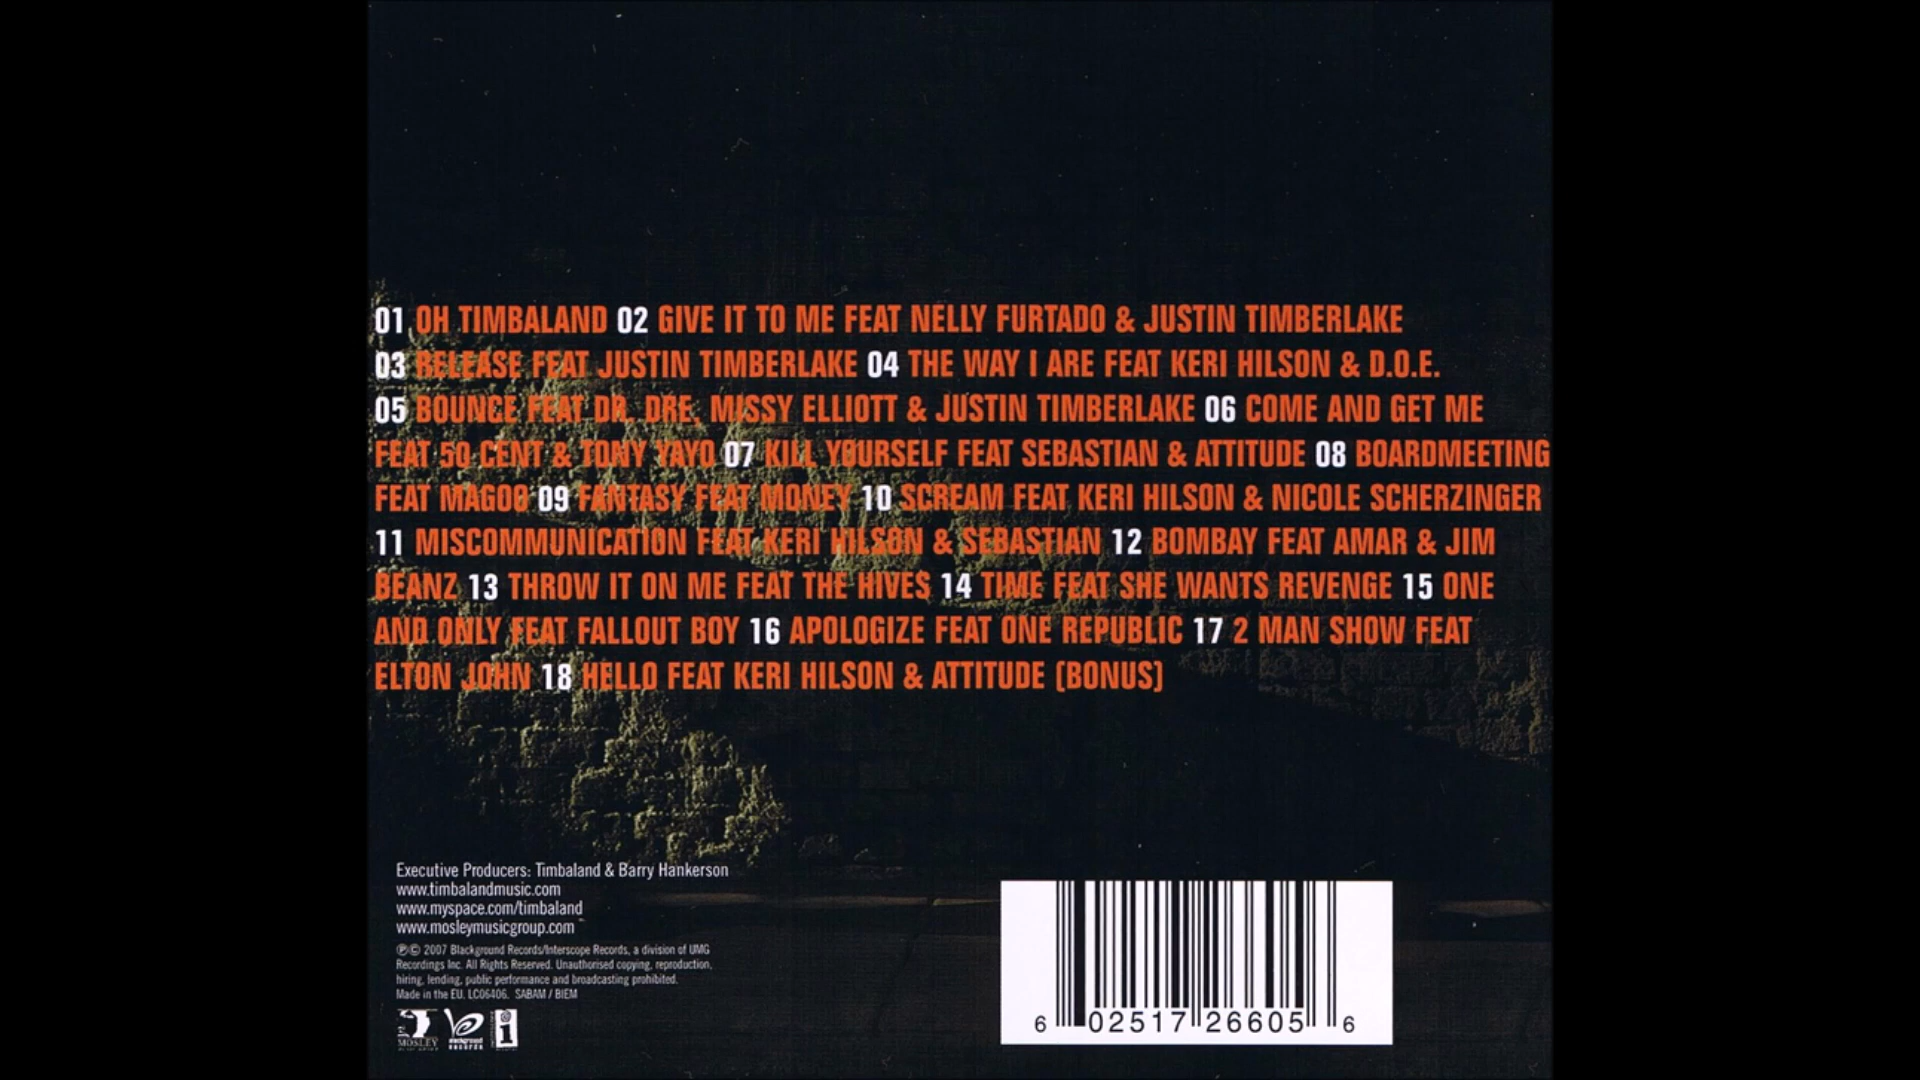 01 OH TIMBALAND 02 GIVE IT TO ME FEAT NELLY FURTADO & JUSTIN TIMBERLAKE
03 RELEASE FEAT JUSTIN TIMBERLAKE 04 THE WAY I ARE FEAT KERI HILSON & D.O.E.
05 BOUNCE FEAT DR. DRE, MISSY ELLIOTT & JUSTIN TIMBERLAKE 06 COME AND GET ME
FEAT 50 CENT & TONY YAYO 07 KILL YOURSELF FEAT SEBASTIAN & ATTITUDE 08 BOARDMEETING
FEAT MAGOO 09 FANTASY FEAT MONEY 10 SCREAM FEAT KERI HILSON & NICOLE SCHERZINGER
11 MISCOMMUNICATION FEAT KERI HILSON & SEBASTIAN 12 BOMBAY FEAT AMAR & JIM
BEANZ 13 THROW IT ON ME FEAT THE HIVES 14 TIME FEAT SHE WANTS REVENGE 15 ONE
AND ONLY FEAT FALLOUT BOY 16 APOLOGIZE FEAT ONE REPUBLIC 17 2 MAN SHOW FEAT
ELTON JOHN 18 HELLO FEAT KERI HILSON & ATTITUDE (BONUS)
Executive Producers: Timbaland & Barry Hankerson
www.timbalandmusic.com
www.myspace.com/timbaland
www.mosleymusicgroup.com
℗© 2007 Blackground Records/Interscope Records, a division of UMG
Recordings Inc. All Rights Reserved. Unauthorised copying, reproduction,
hiring, lending, public performance and broadcasting prohibited.
Made in the EU. LC06406. SABAM / BIEM
MOSLEY
6 02517 26605 6